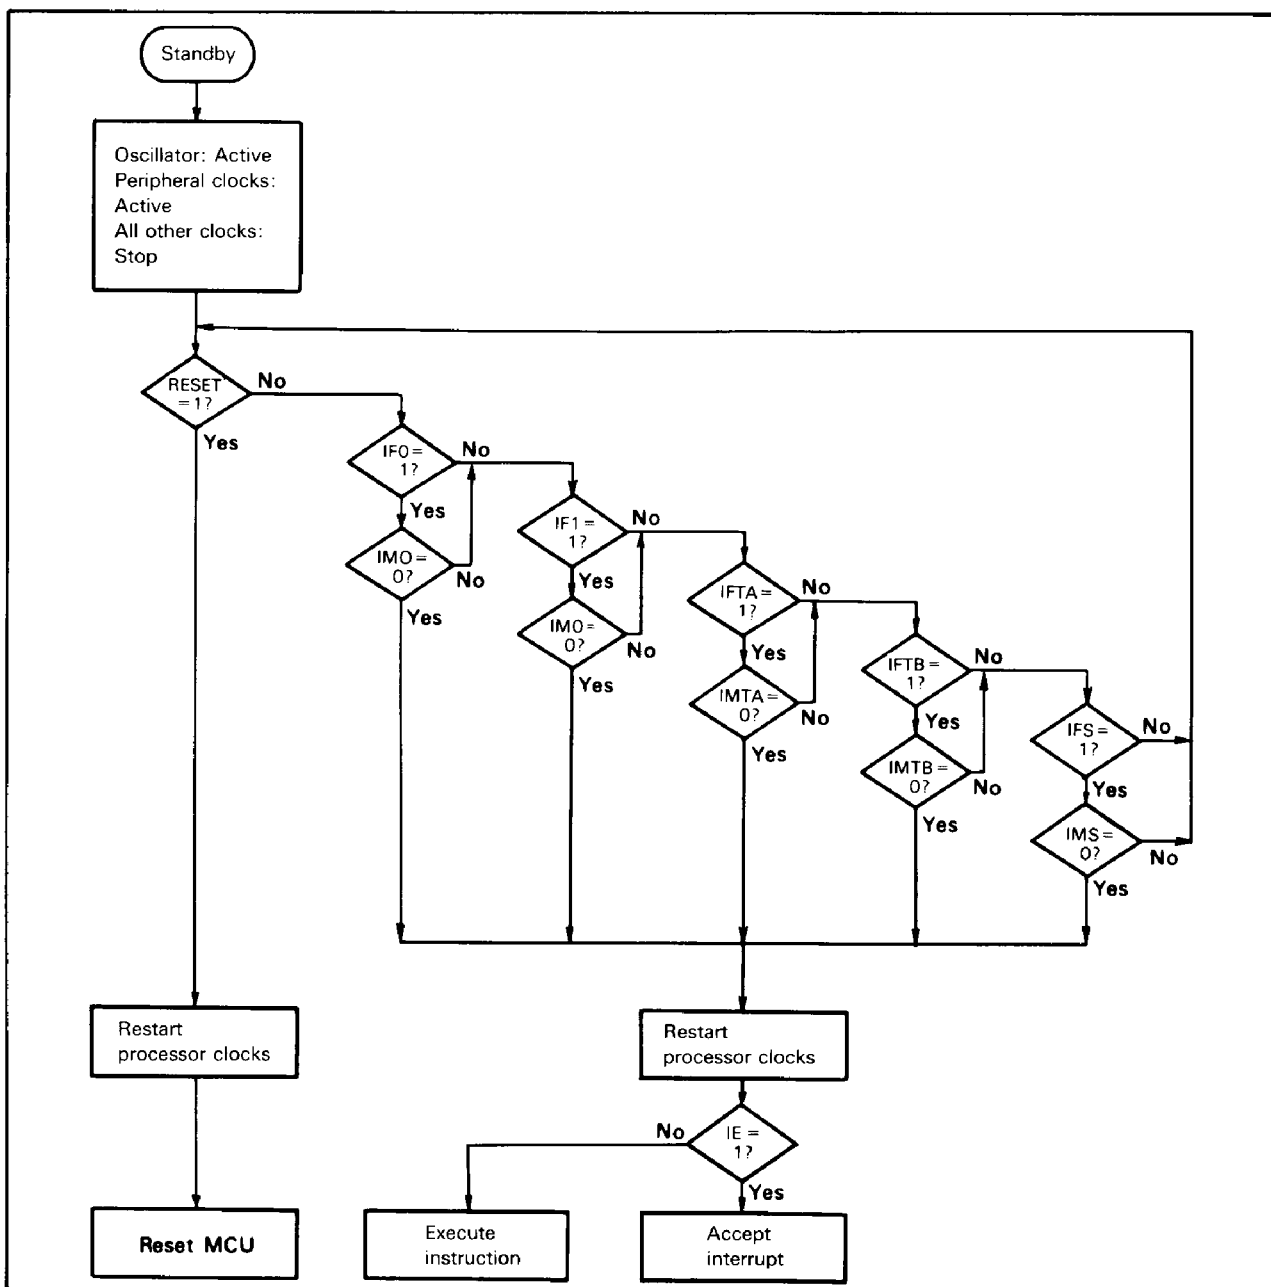 Standby
Oscillator: Active
Peripheral clocks:
Active
All other clocks:
Stop
RESET
=1?
No
Yes
IF0=
1?
No
Yes
IM0=
0?
No
Yes
IF1=
1?
No
Yes
IM0=
0?
No
Yes
IFTA=
1?
No
Yes
IMTA=
0?
No
Yes
IFTB=
1?
No
Yes
IMTB=
0?
No
Yes
IFS=
1?
No
Yes
IMS=
0?
No
Yes
Restart
processor clocks
Restart
processor clocks
No
IE =
1?
Yes
Reset MCU
Execute
instruction
Accept
interrupt